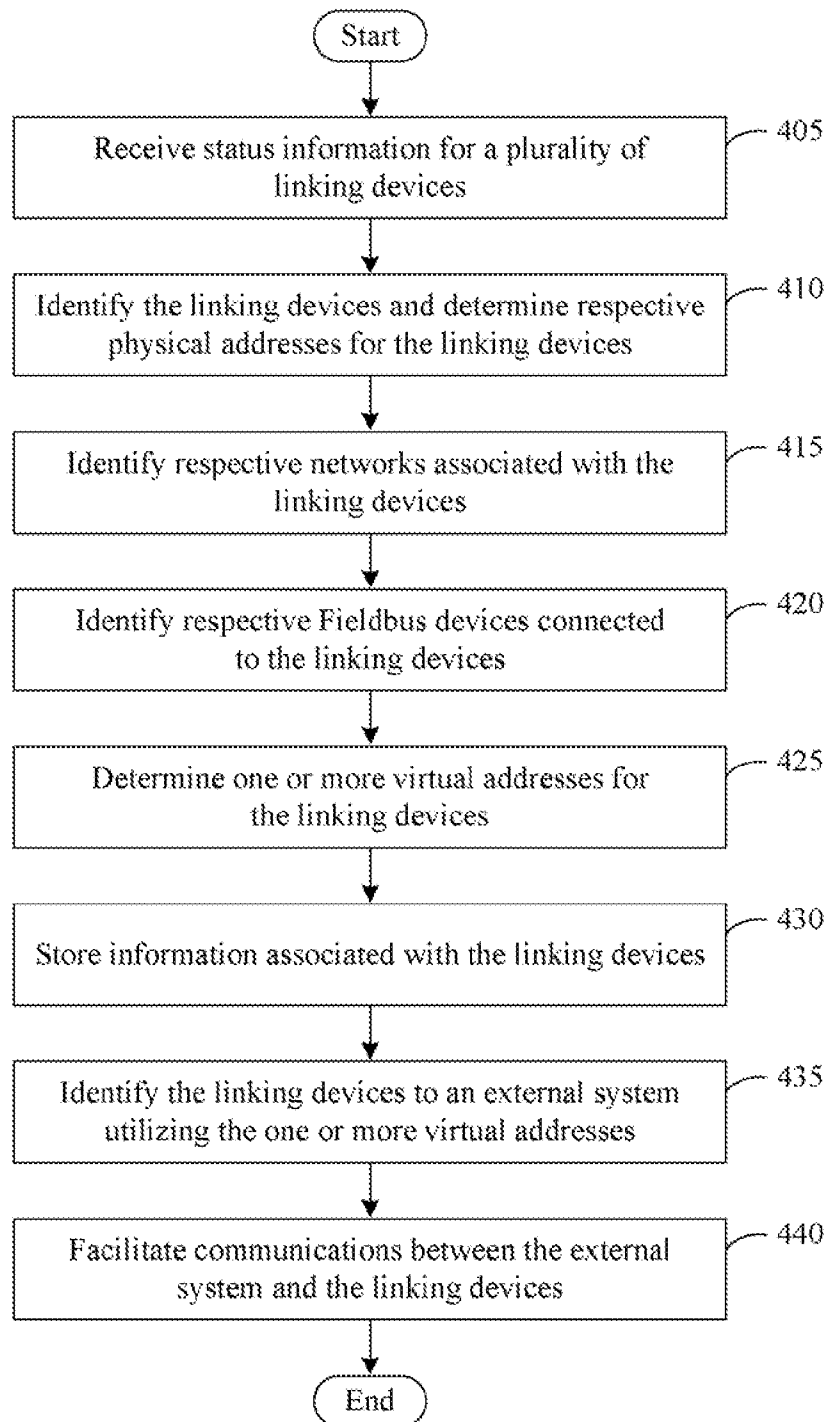 Start
Receive status information for a plurality of
linking devices
405
Identify the linking devices and determine respective
physical addresses for the linking devices
410
Identify respective networks associated with the
linking devices
415
Identify respective Fieldbus devices connected
to the linking devices
420
Determine one or more virtual addresses for
the linking devices
425
Store information associated with the linking devices
430
Identify the linking devices to an external system
utilizing the one or more virtual addresses
435
Facilitate communications between the external
system and the linking devices
440
End